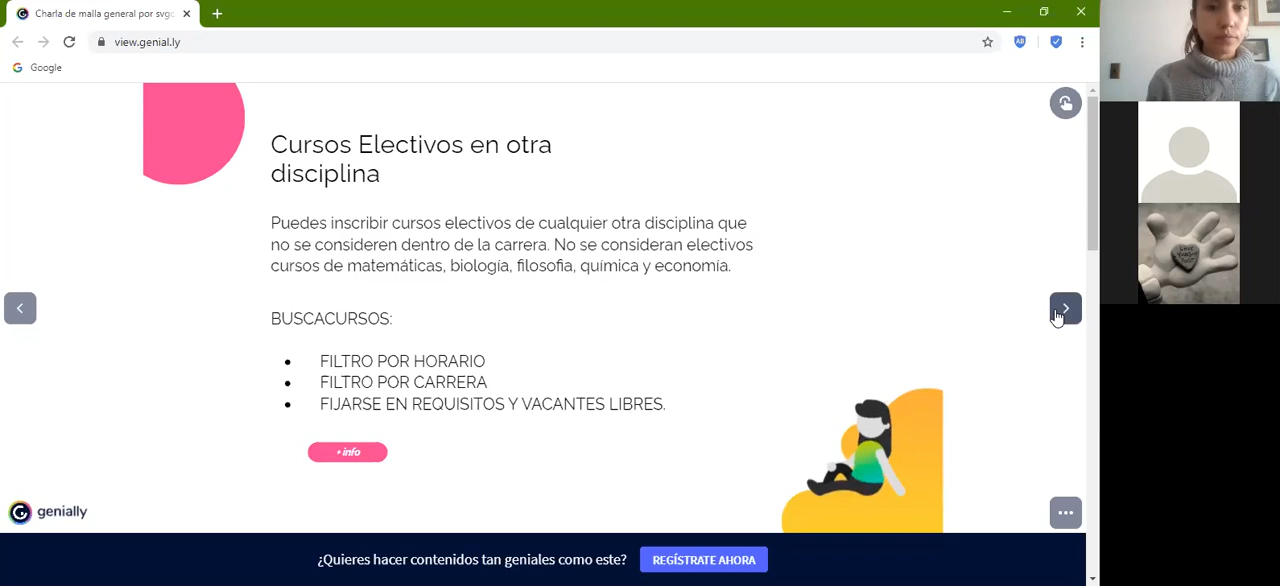 Charla de malla general por svgc
view.genial.ly
Google
Cursos Electivos en otra
disciplina
Puedes inscribir cursos electivos de cualquier otra disciplina que
no se consideren dentro de la carrera. No se consideran electivos
cursos de matemáticas, biología, filosofia, química y economía.
BUSCACURSOS:
• FILTRO POR HORARIO
• FILTRO POR CARRERA
• FIJARSE EN REQUISITOS Y VACANTES LIBRES.
+ info
genially
¿Quieres hacer contenidos tan geniales como este?
REGÍSTRATE AHORA